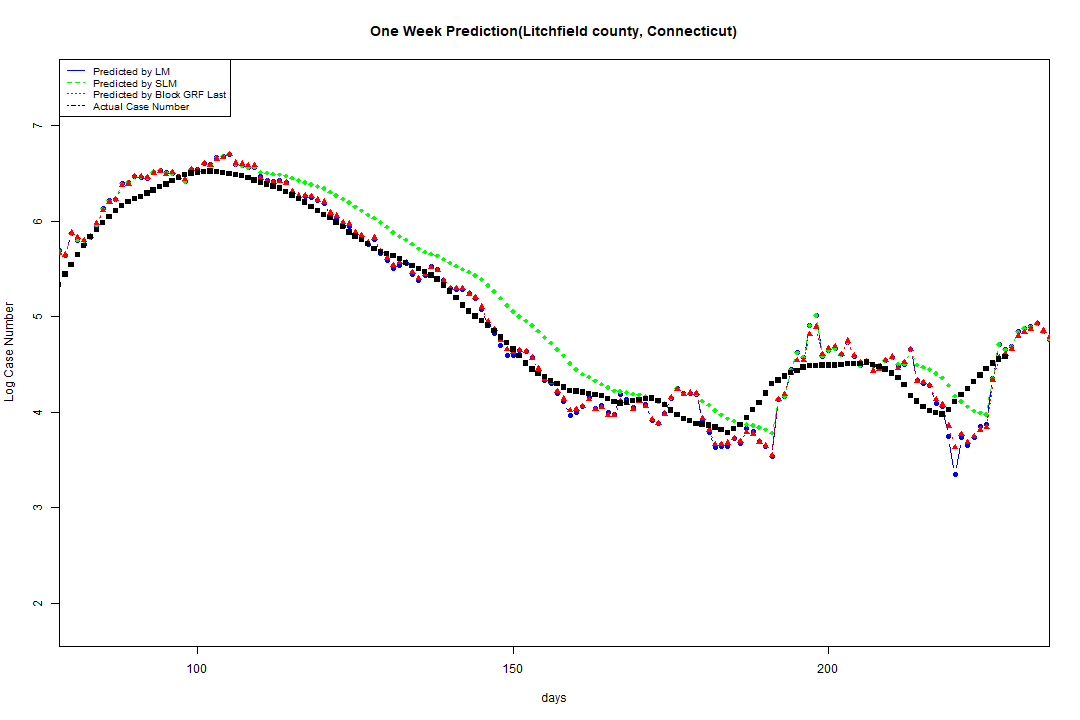 One Week Prediction(Litchfield county, Connecticut)
Predicted by LM
Predicted by SLM
Predicted by Block GRF Last
Actual Case Number
7
6
5
4
3
2
Log Case Number
100 150 200
days